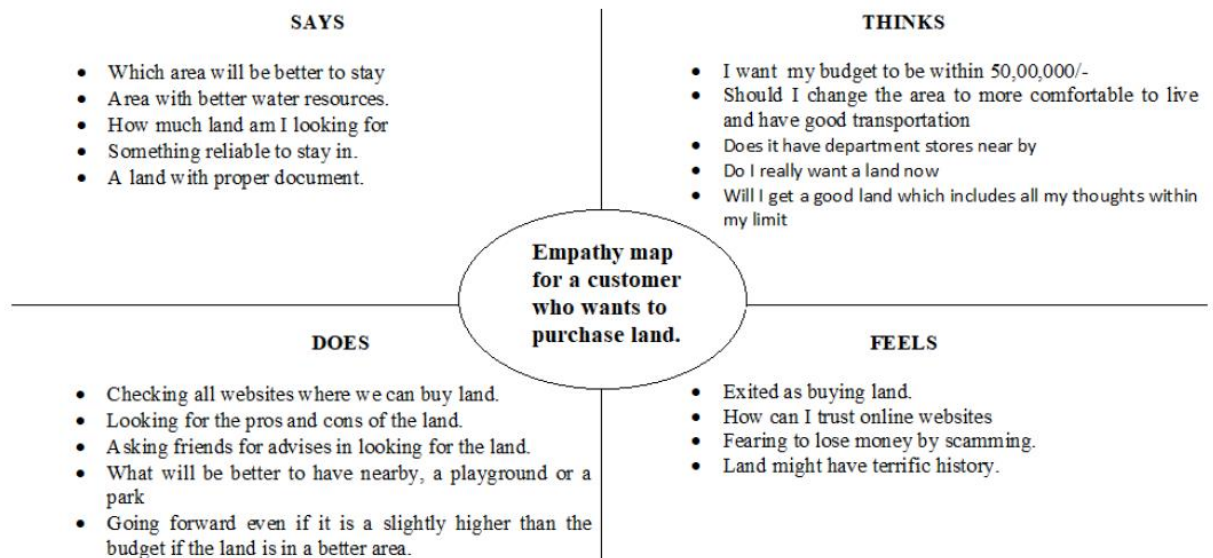 SAYS
• Which area will be better to stay
• Area with better water resources.
• How much land am I looking for
• Something reliable to stay in.
• A land with proper document.
THINKS
• I want my budget to be within 50,00,000/-
• Should I change the area to more comfortable to live
and have good transportation
• Does it have department stores near by
• Do I really want a land now
• Will I get a good land which includes all my thoughts within
my limit
Empathy map
for a customer
who wants to
purchase land.
DOES
• Checking all websites where we can buy land.
• Looking for the pros and cons of the land.
• Asking friends for advises in looking for the land.
• What will be better to have nearby, a playground or a
park
• Going forward even if it is a slightly higher than the
budget if the land is in a better area.
FEELS
• Exited as buying land.
• How can I trust online websites
• Fearing to lose money by scamming.
• Land might have terrific history.